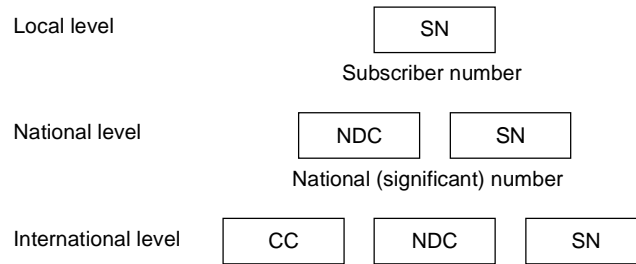 Local level SN
Subscriber number
National level NDC SN
National (significant) number
International level CC NDC SN